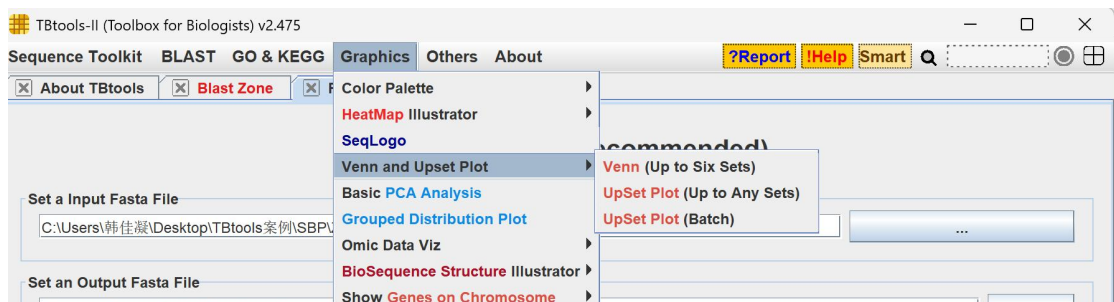 TBtools-II (Toolbox for Biologists) v2.475
Sequence Toolkit BLAST GO & KEGG Graphics Others About ?Report !Help Smart
About TBtools Blast Zone
Color Palette
HeatMap Illustrator
SeqLogo
Venn and Upset Plot
Venn (Up to Six Sets)
Basic PCA Analysis
UpSet Plot (Up to Any Sets)
Grouped Distribution Plot
UpSet Plot (Batch)
Omic Data Viz
BioSequence Structure Illustrator
Show Genes on Chromosome
Set a Input Fasta File
C:\Users\韩佳凝\Desktop\TBtools案例\SBP\
...
Set an Output Fasta File